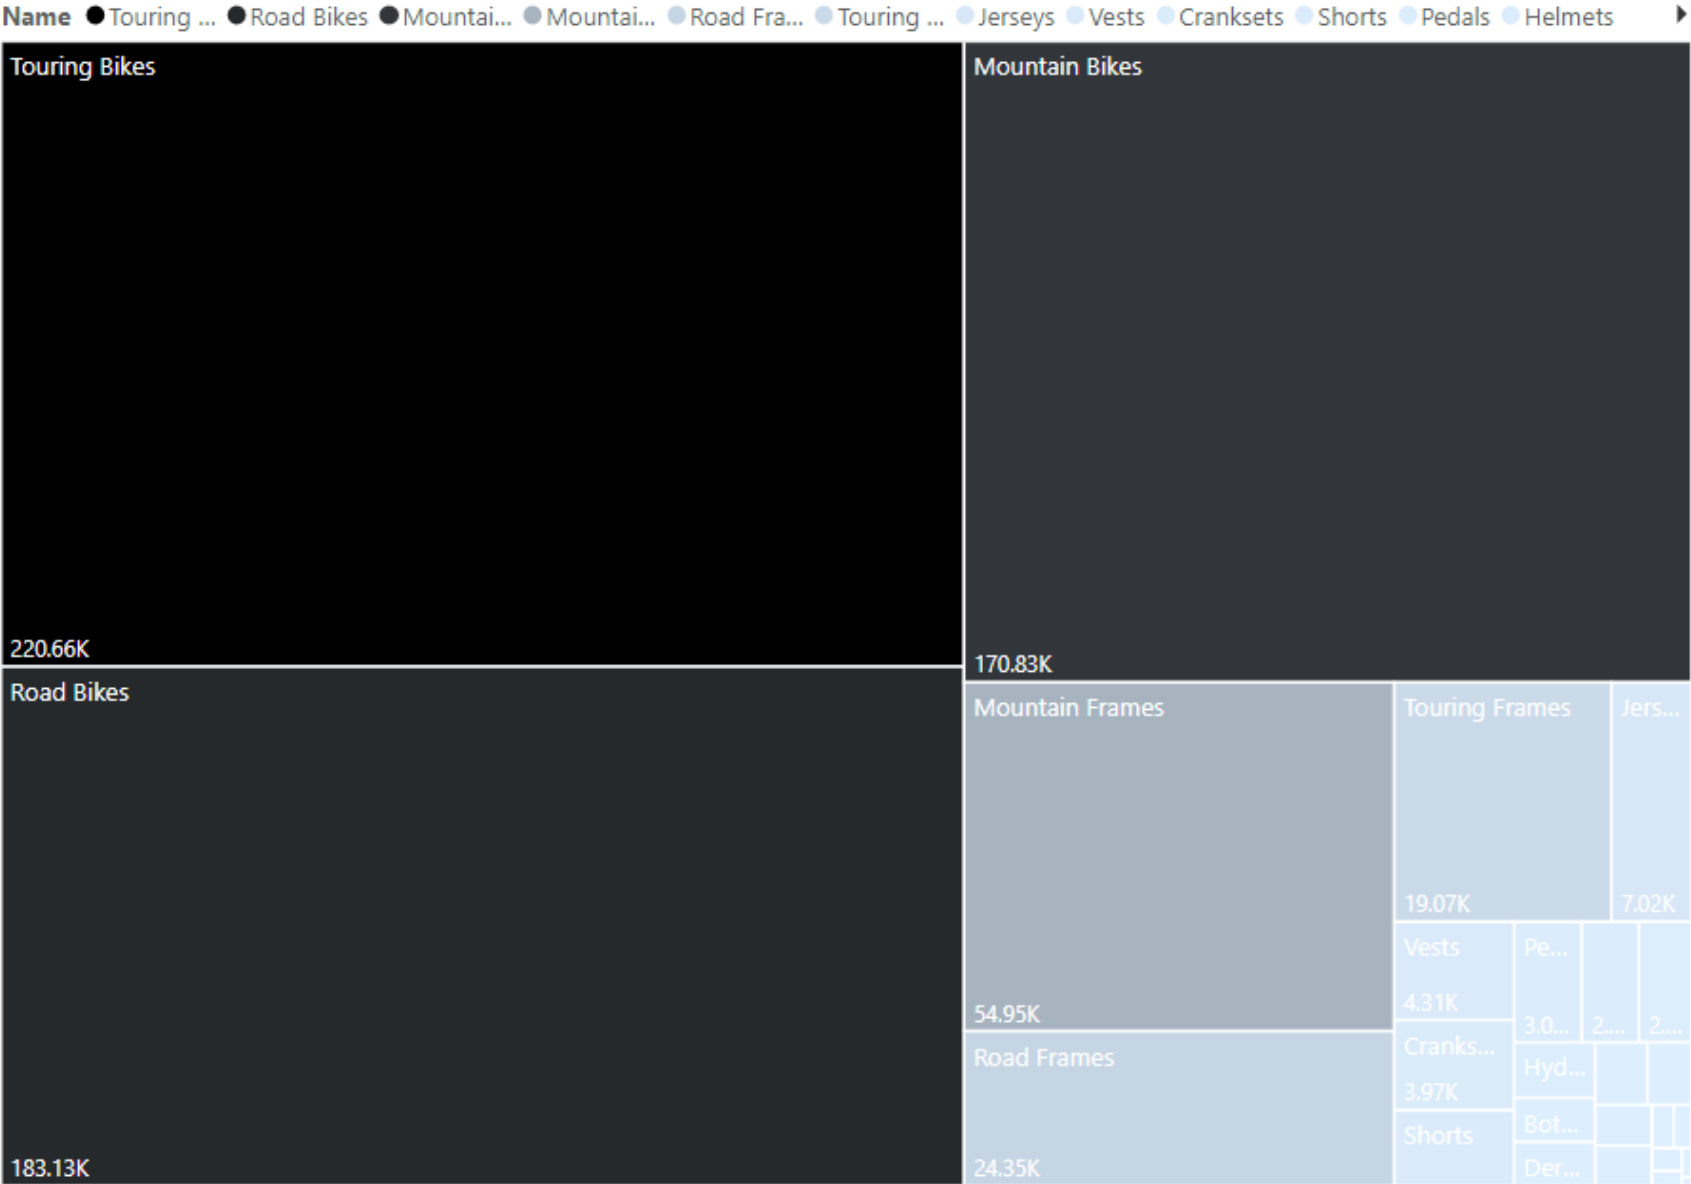 Name Touring ... Road Bikes Mountai... Mountai... Road Fra... Touring ... Jerseys Vests Cranksets Shorts Pedals Helmets
Touring Bikes
220.66K
Road Bikes
183.13K
Mountain Bikes
170.83K
Mountain Frames
54.95K
Road Frames
24.35K
Touring Frames
19.07K
Jers...
7.02K
Vests
4.31K
Cranks...
3.97K
Shorts
Pe...
3.0...
2....
2....
Hyd...
Bot...
Der...